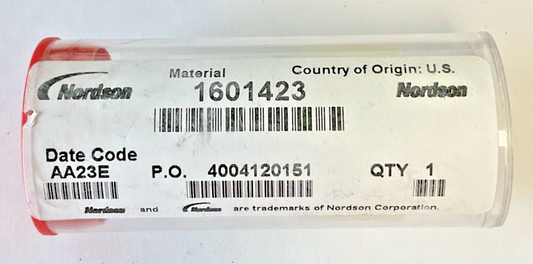 Material Country of Origin: U.S.
Nordson 1601423 Nordson
Date Code
AA23E P.O. 4004120151 QTY 1
Nordson and Nordson are trademarks of Nordson Corporation.